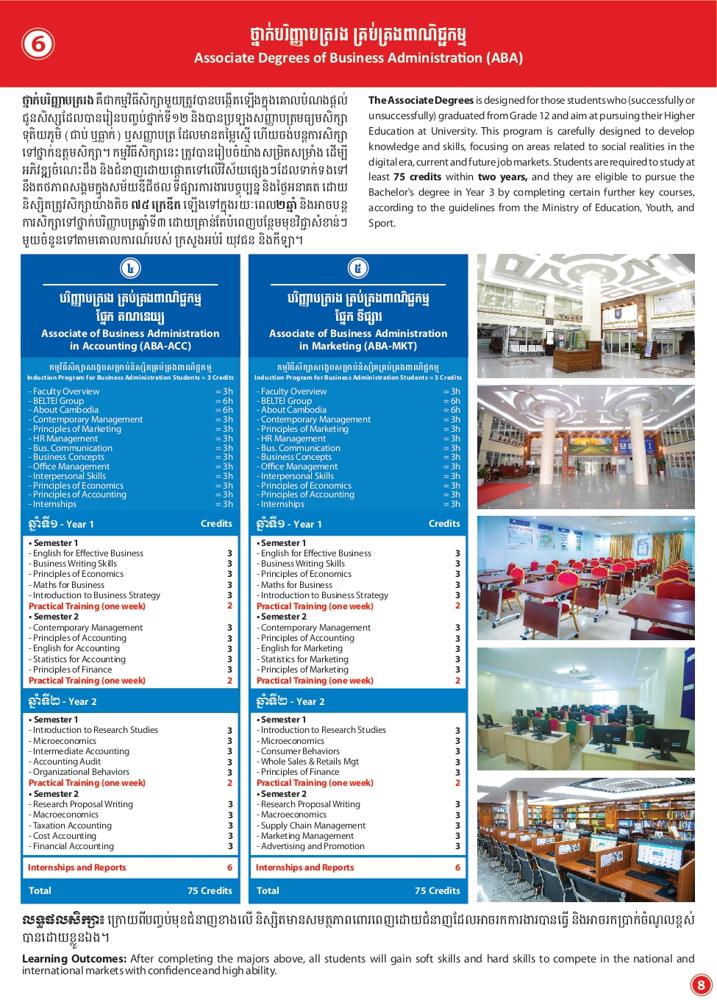 6
ថ្នាក់បរិញ្ញាបត្ររង គ្រប់គ្រងពាណិជ្ជកម្ម
Associate Degrees of Business Administration (ABA)
ថ្នាក់បរិញ្ញាបត្ររង គឺជាកម្មវិធីសិក្សាមួយត្រូវបានបង្កើតឡើងក្នុងគោលបំណងផ្តល់
ជូនសិស្សដែលបានរៀនបញ្ចប់ថ្នាក់ទី១២ និងបានប្រឡងសញ្ញាបត្រមធ្យមសិក្សា
ទុតិយភូមិ (ជាប់ ឬធ្លាក់) ឬសញ្ញាបត្រ ដែលមានតម្លៃស្មើ ហើយចង់បន្តការសិក្សា
ទៅថ្នាក់ឧត្តមសិក្សា។ កម្មវិធីសិក្សានេះ ត្រូវបានរៀបចំយ៉ាងសម្រិតសម្រាំង ដើម្បី
អភិវឌ្ឍចំណេះដឹង និងជំនាញដោយផ្តោតទៅលើវិស័យផ្សេងៗដែលទាក់ទងទៅ
នឹងតថភាពសង្គមក្នុងសម័យឌីជីថល ទីផ្សារការងារបច្ចុប្បន្ន និងថ្ងៃអនាគត ដោយ
និស្សិតត្រូវសិក្សាយ៉ាងតិច ៧៥ ក្រេឌីត ឡើងទៅក្នុងរយៈពេល២ឆ្នាំ និងអាចបន្ត
ការសិក្សាទៅថ្នាក់បរិញ្ញាបត្រឆ្នាំទី៣ ដោយគ្រាន់តែបំពេញបន្ថែមមុខវិជ្ជាសំខាន់ៗ
មួយចំនួនទៅតាមគោលការណ៍របស់ ក្រសួងអប់រំ យុវជន និងកីឡា។
The Associate Degrees is designed for those students who (successfully or
unsuccessfully) graduated from Grade 12 and aim at pursuing their Higher
Education at University. This program is carefully designed to develop
knowledge and skills, focusing on areas related to social realities in the
digital era, current and future job markets. Students are required to study at
least 75 credits within two years, and they are eligible to pursue the
Bachelor's degree in Year 3 by completing certain further key courses,
according to the guidelines from the Ministry of Education, Youth, and
Sport.
៤
បរិញ្ញាបត្ររង គ្រប់គ្រងពាណិជ្ជកម្ម
ផ្នែក គណនេយ្យ
Associate of Business Administration
in Accounting (ABA-ACC)
កម្មវិធីសិក្សាសង្ខេបសម្រាប់និស្សិតគ្រប់គ្រងពាណិជ្ជកម្ម
Induction Program for Business Administration Students = 3 Credits
- Faculty Overview = 3h
- BELTEI Group = 6h
- About Cambodia = 6h
- Contemporary Management = 3h
- Principles of Marketing = 3h
- HR Management = 3h
- Bus. Communication = 3h
- Business Concepts = 3h
- Office Management = 3h
- Interpersonal Skills = 3h
- Principles of Economics = 3h
- Principles of Accounting = 3h
- Internships = 3h
ឆ្នាំទី១ - Year 1 Credits
• Semester 1
- English for Effective Business 3
- Business Writing Skills 3
- Principles of Economics 3
- Maths for Business 3
- Introduction to Business Strategy 3
Practical Training (one week) 2
• Semester 2
- Contemporary Management 3
- Principles of Accounting 3
- English for Accounting 3
- Statistics for Accounting 3
- Principles of Finance 3
Practical Training (one week) 2
ឆ្នាំទី២ - Year 2
• Semester 1
- Introduction to Research Studies 3
- Microeconomics 3
- Intermediate Accounting 3
- Accounting Audit 3
- Organizational Behaviors 3
Practical Training (one week) 2
• Semester 2
- Research Proposal Writing 3
- Macroeconomics 3
- Taxation Accounting 3
- Cost Accounting 3
- Financial Accounting 3
Internships and Reports 6
Total 75 Credits
៥
បរិញ្ញាបត្ររង គ្រប់គ្រងពាណិជ្ជកម្ម
ផ្នែក ទីផ្សារ
Associate of Business Administration
in Marketing (ABA-MKT)
កម្មវិធីសិក្សាសង្ខេបសម្រាប់និស្សិតគ្រប់គ្រងពាណិជ្ជកម្ម
Induction Program for Business Administration Students = 3 Credits
- Faculty Overview = 3h
- BELTEI Group = 6h
- About Cambodia = 6h
- Contemporary Management = 3h
- Principles of Marketing = 3h
- HR Management = 3h
- Bus. Communication = 3h
- Business Concepts = 3h
- Office Management = 3h
- Interpersonal Skills = 3h
- Principles of Economics = 3h
- Principles of Accounting = 3h
- Internships = 3h
ឆ្នាំទី១ - Year 1 Credits
• Semester 1
- English for Effective Business 3
- Business Writing Skills 3
- Principles of Economics 3
- Maths for Business 3
- Introduction to Business Strategy 3
Practical Training (one week) 2
• Semester 2
- Contemporary Management 3
- Principles of Accounting 3
- English for Marketing 3
- Statistics for Marketing 3
- Principles of Marketing 3
Practical Training (one week) 2
ឆ្នាំទី២ - Year 2
• Semester 1
- Introduction to Research Studies 3
- Microeconomics 3
- Consumer Behaviors 3
- Whole Sales & Retails Mgt 3
- Principles of Finance 3
Practical Training (one week) 2
• Semester 2
- Research Proposal Writing 3
- Macroeconomics 3
- Supply Chain Management 3
- Marketing Management 3
- Advertising and Promotion 3
Internships and Reports 6
Total 75 Credits
លទ្ធផលសិក្សា៖ ក្រោយពីបញ្ចប់មុខជំនាញខាងលើ និស្សិតមានសមត្ថភាពពោរពេញដោយជំនាញដែលអាចរកការងារបានធ្វើ និងអាចរកប្រាក់ចំណូលខ្ពស់
បានដោយខ្លួនឯង។
Learning Outcomes: After completing the majors above, all students will gain soft skills and hard skills to compete in the national and
international markets with confidence and high ability.
8